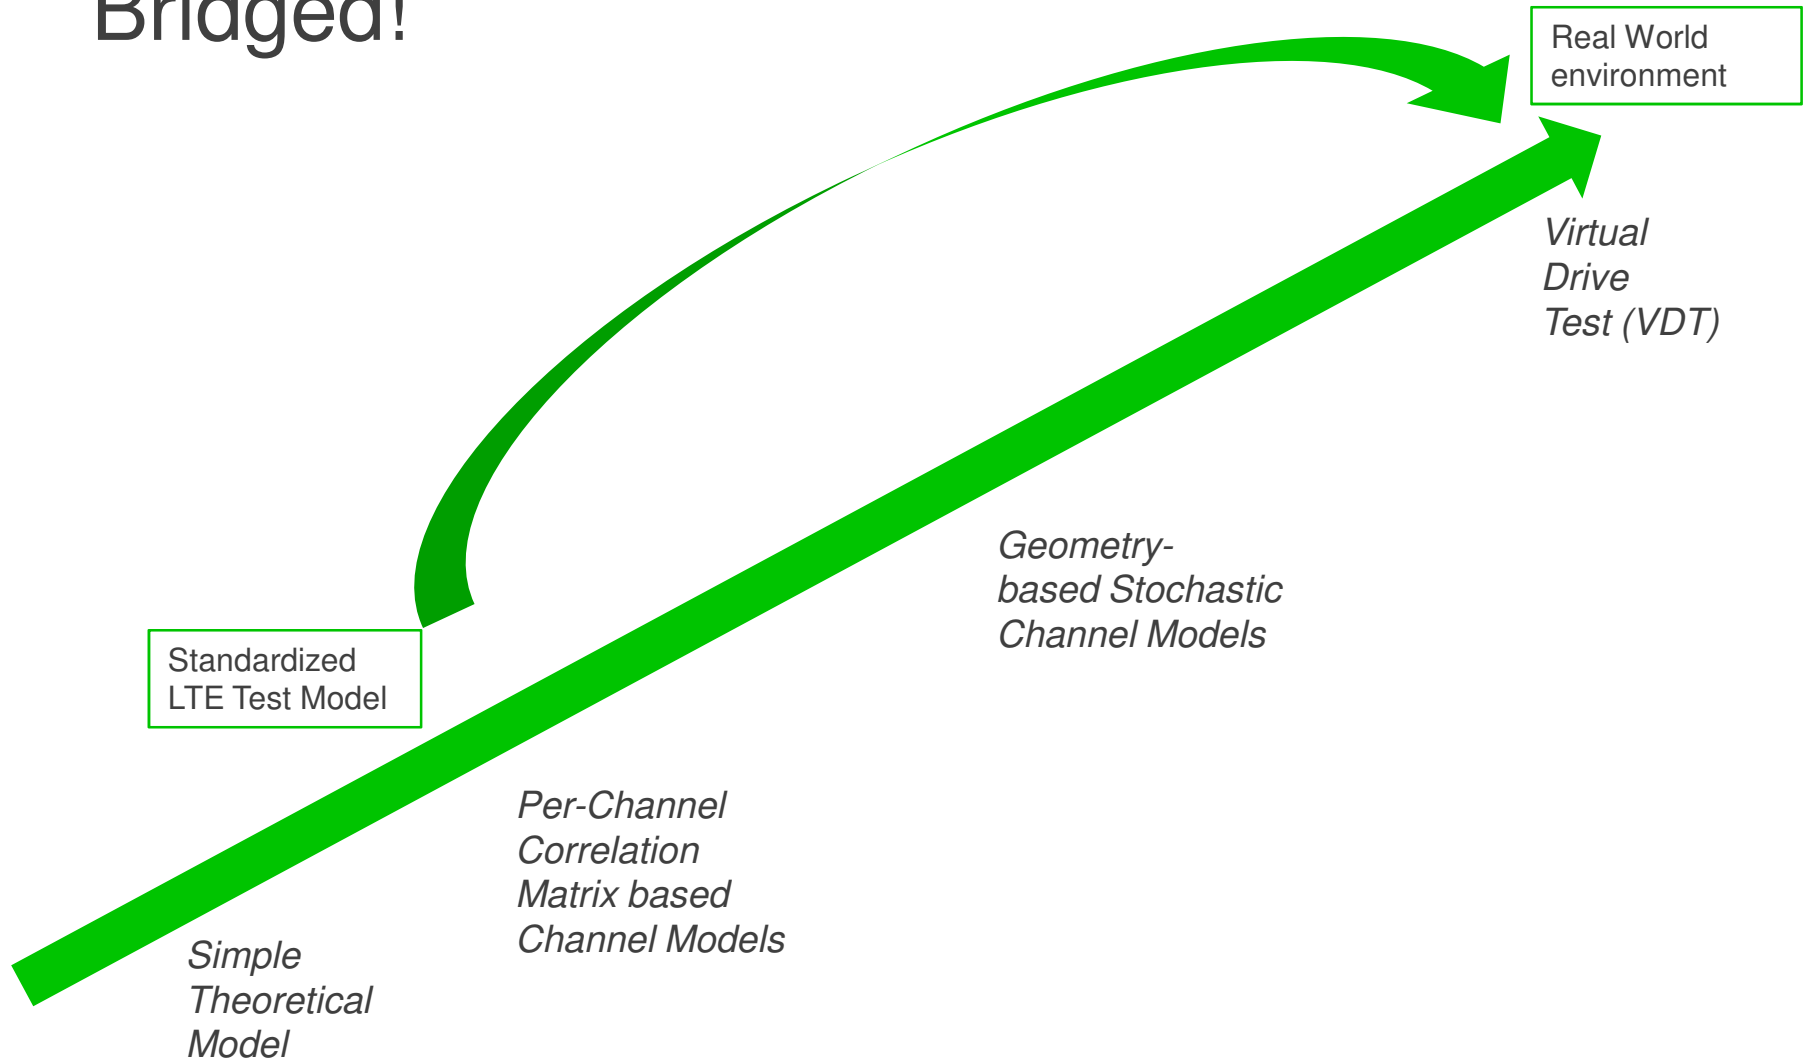 Bridged!
Real World
environment
Virtual
Drive
Test (VDT)
Geometry-
based Stochastic
Channel Models
Standardized
LTE Test Model
Per-Channel
Correlation
Matrix based
Channel Models
Simple
Theoretical
Model